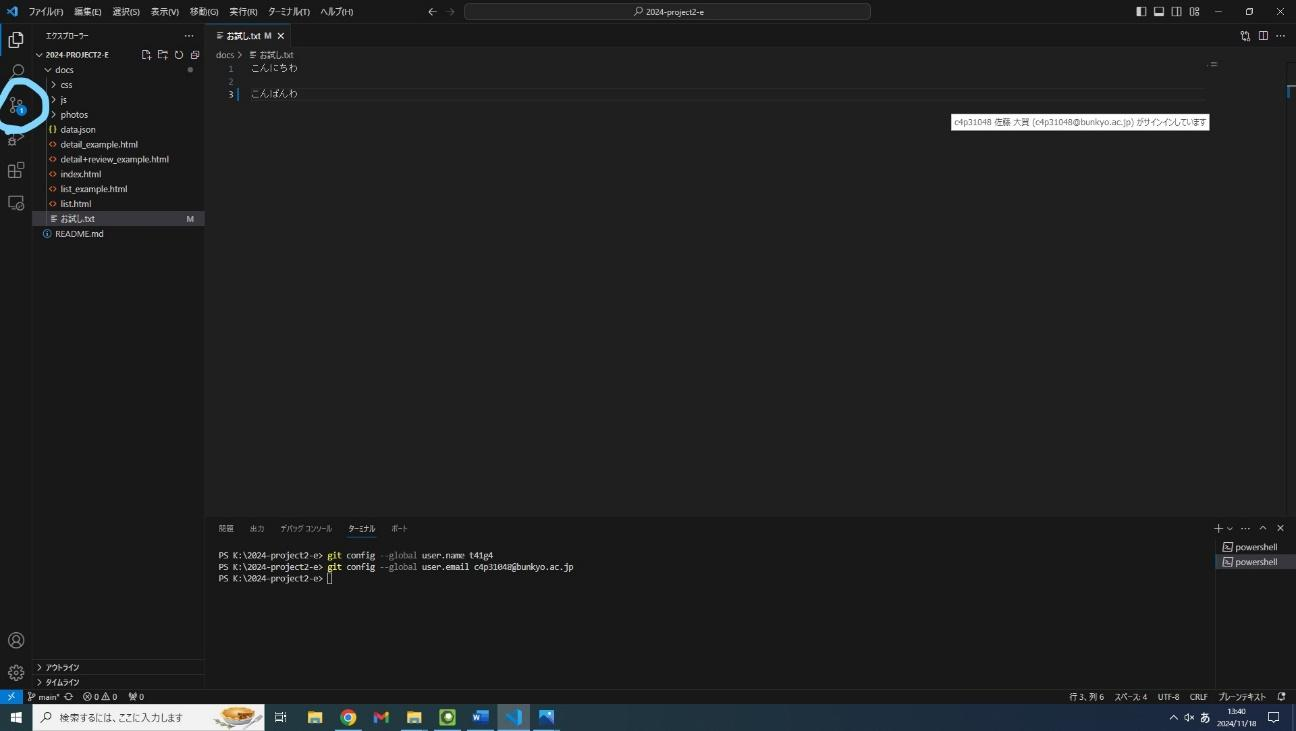 ファイル(F) 編集(E) 選択(S) 表示(V) 移動(G) 実行(R) ターミナル(T) ヘルプ(H)
2024-project2-e
エクスプローラー
お試し.txt M
2024-PROJECT2-E
docs > お試し.txt
docs
css
js
photos
data.json
detail_example.html
detail+review_example.html
index.html
list_example.html
list.html
お試し.txt M
README.md
1
1 こんにちわ
2
3 こんばんわ
c4p31048 佐藤 大賀 (c4p31048@bunkyo.ac.jp) がサインインしています
問題 出力 デバッグ コンソール ターミナル ポート
PS K:\2024-project2-e> git config --global user.name t41g4
PS K:\2024-project2-e> git config --global user.email c4p31048@bunkyo.ac.jp
PS K:\2024-project2-e>
powershell
powershell
アウトライン
タイムライン
main* 0 0 0
行 3、列 6 スペース: 4 UTF-8 CRLF プレーンテキスト
検索するには、ここに入力します
あ
13:40
2024/11/18